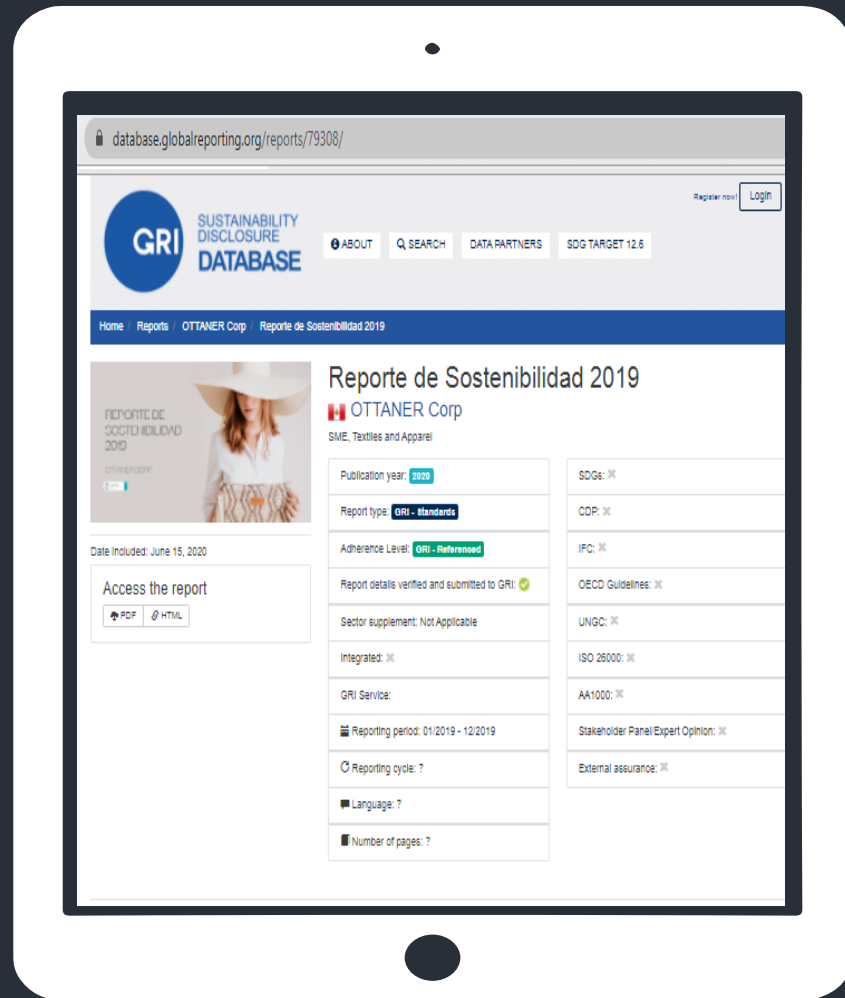 database.globalreporting.org/reports/79308/
Register now! Login
GRI
SUSTAINABILITY
DISCLOSURE
DATABASE
ABOUT SEARCH DATA PARTNERS SDG TARGET 12.6
Home / Reports / OTTANER Corp / Reporte de Sostenibilidad 2019
REPORTE DE
SOSTENIBILIDAD
2019
OTTANER CORP
Date Included: June 15, 2020
Access the report
PDF HTML
Reporte de Sostenibilidad 2019
OTTANER Corp
SME, Textiles and Apparel
Publication year: 2020
Report type: GRI - Standards
Adherence Level: GRI - Referenced
Report details verified and submitted to GRI:
Sector supplement: Not Applicable
Integrated:
GRI Service:
Reporting period: 01/2019 - 12/2019
Reporting cycle: ?
Language: ?
Number of pages: ?
SDGs:
CDP:
IFC:
OECD Guidelines:
UNGC:
ISO 26000:
AA1000:
Stakeholder Panel/Expert Opinion:
External assurance: